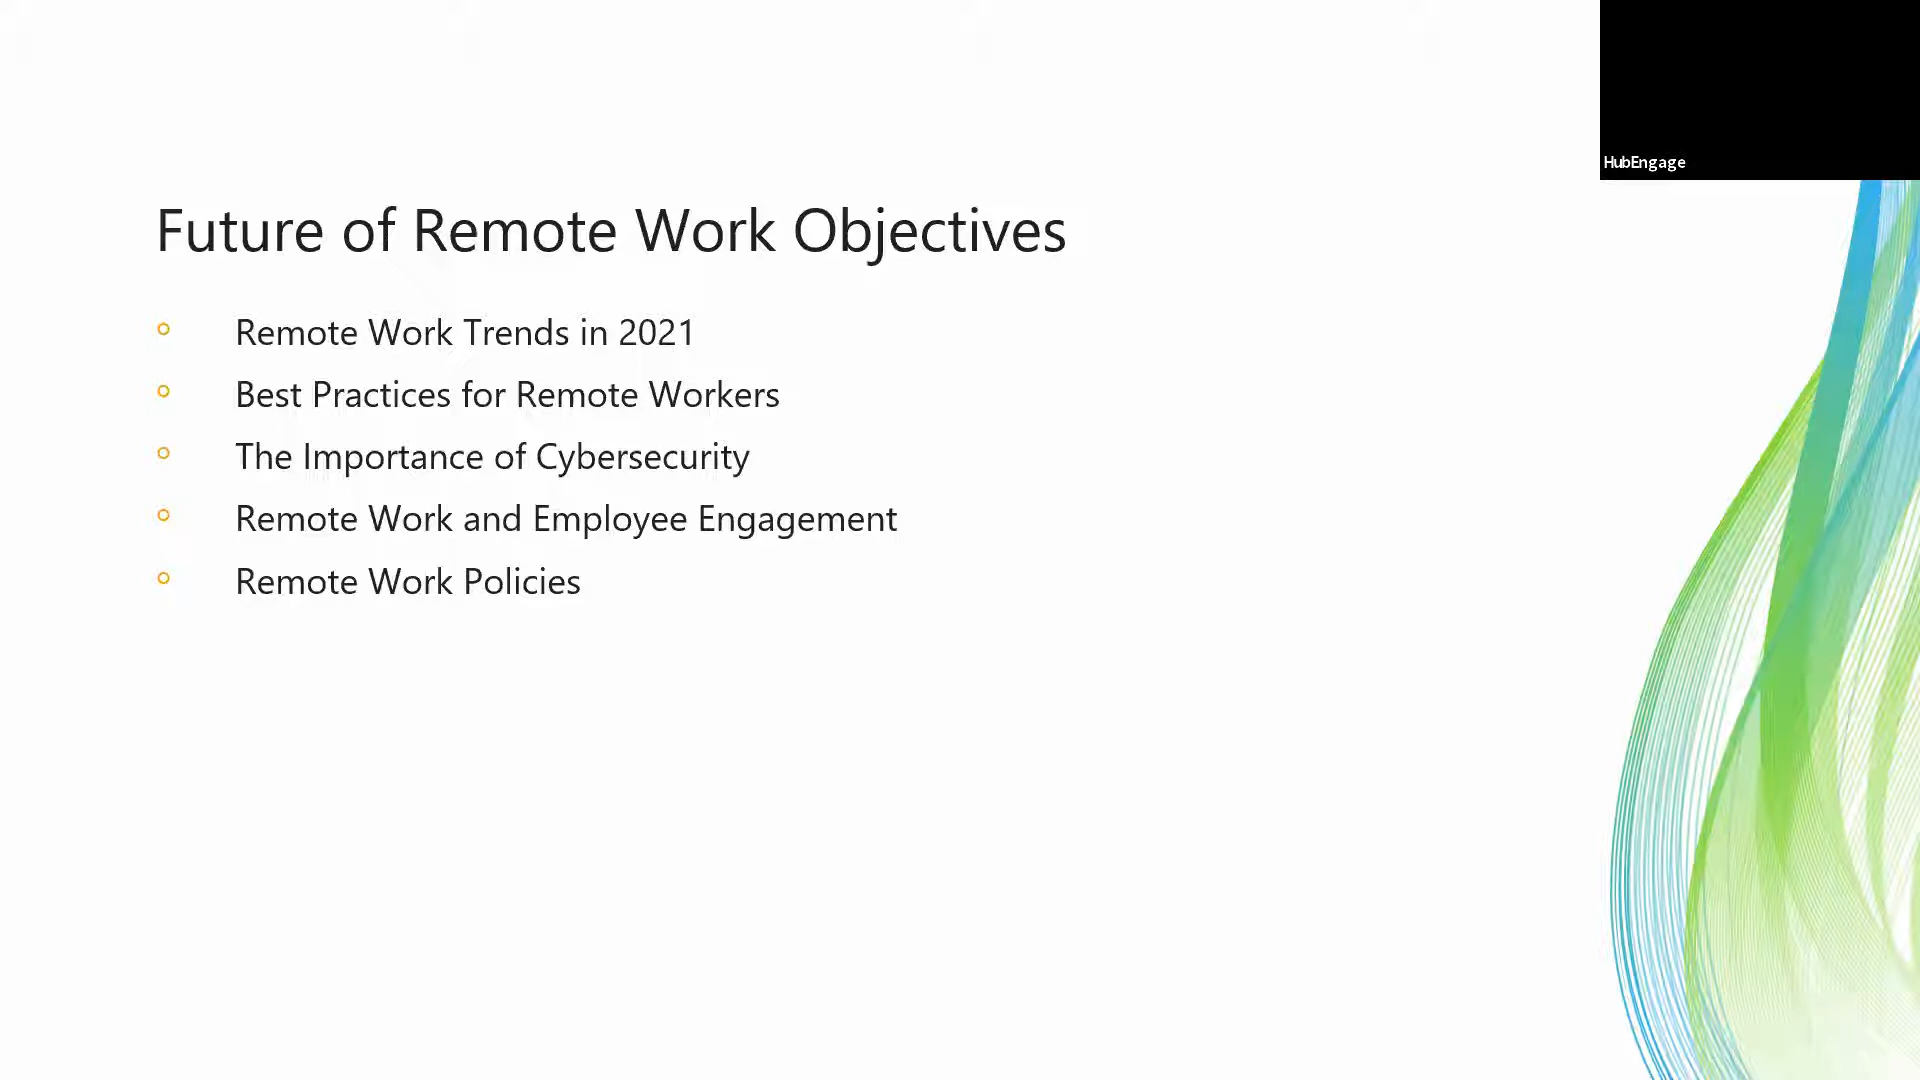 HubEngage
Future of Remote Work Objectives
Remote Work Trends in 2021
Best Practices for Remote Workers
The Importance of Cybersecurity
Remote Work and Employee Engagement
Remote Work Policies